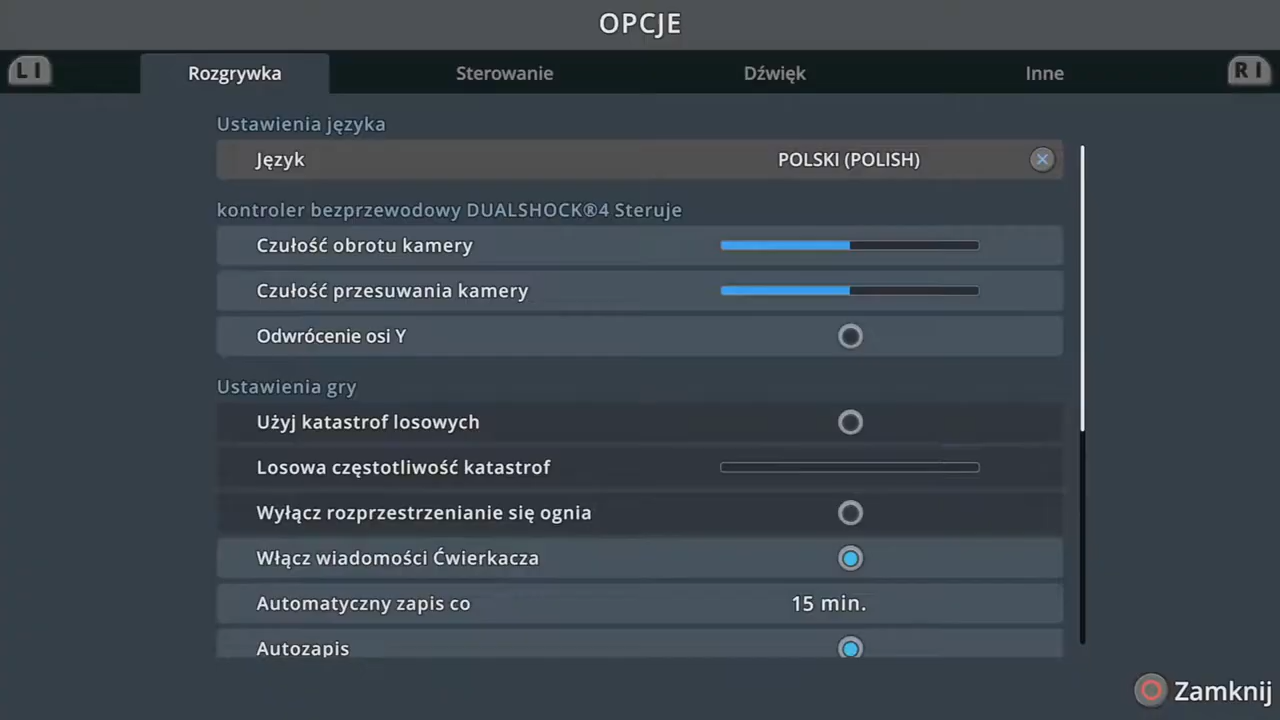 OPCJE
L1 Rozgrywka Sterowanie Dźwięk Inne R1
Ustawienia języka
Język POLSKI (POLISH)
kontroler bezprzewodowy DUALSHOCK®4 Steruje
Czułość obrotu kamery
Czułość przesuwania kamery
Odwrócenie osi Y
Ustawienia gry
Użyj katastrof losowych
Losowa częstotliwość katastrof
Wyłącz rozprzestrzenianie się ognia
Włącz wiadomości Ćwierkacza
Automatyczny zapis co 15 min.
Autozapis
Zamknij